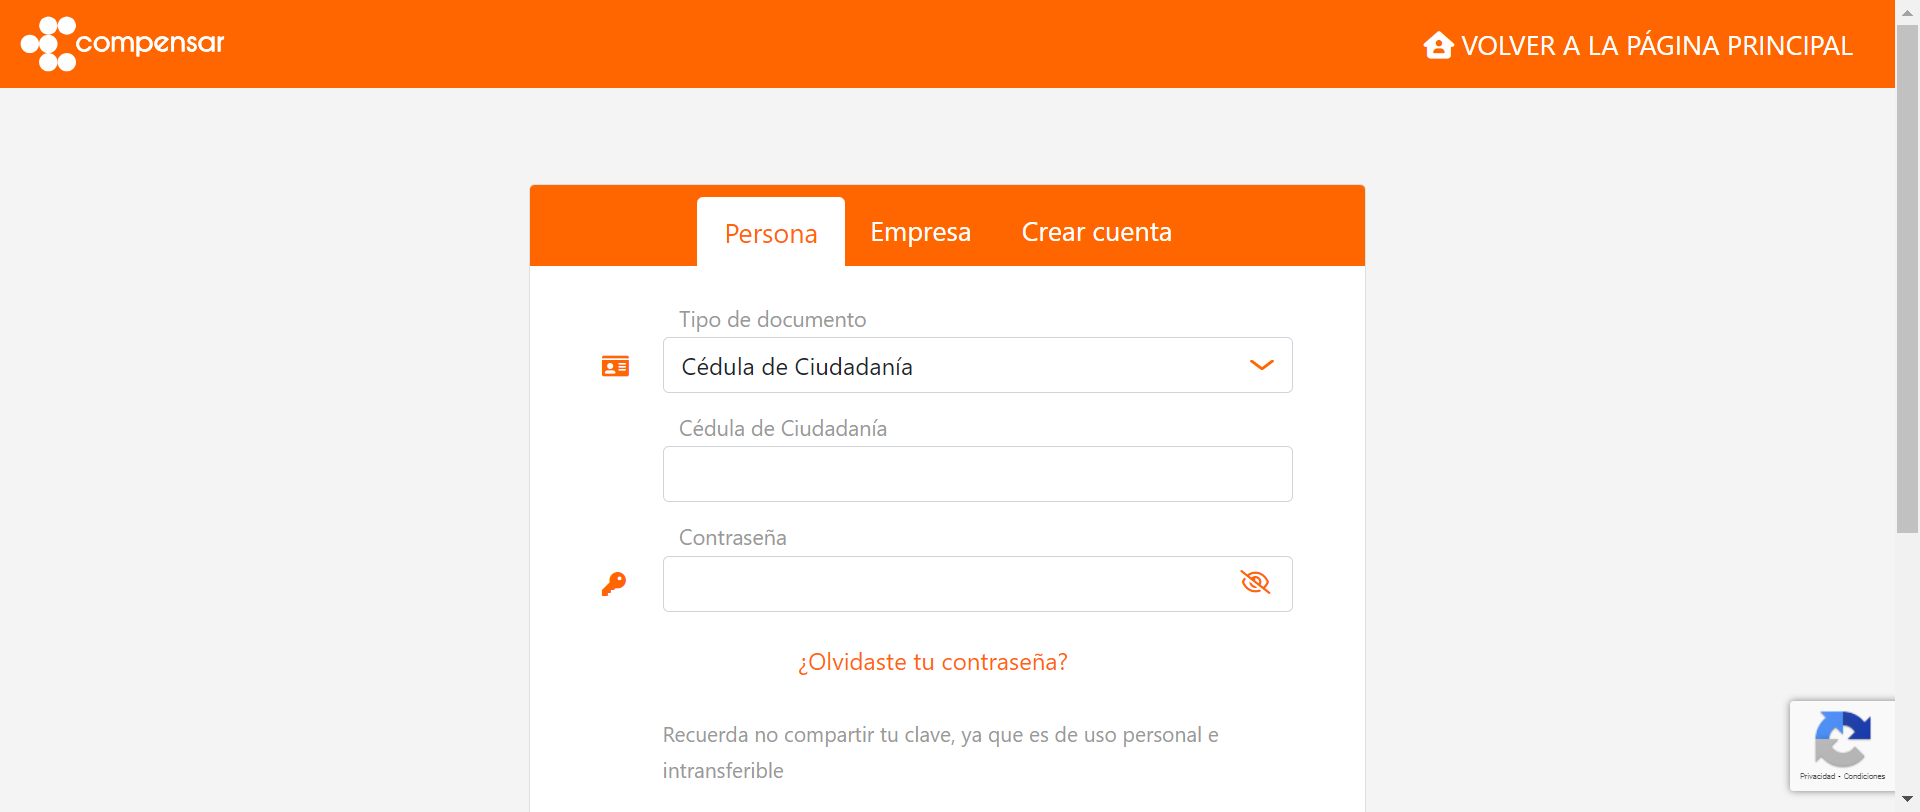 compensar
VOLVER A LA PÁGINA PRINCIPAL
Persona
Empresa
Crear cuenta
Tipo de documento
Cédula de Ciudadanía
Cédula de Ciudadanía
Contraseña
¿Olvidaste tu contraseña?
Recuerda no compartir tu clave, ya que es de uso personal e
intransferible
Privacidad - Condiciones